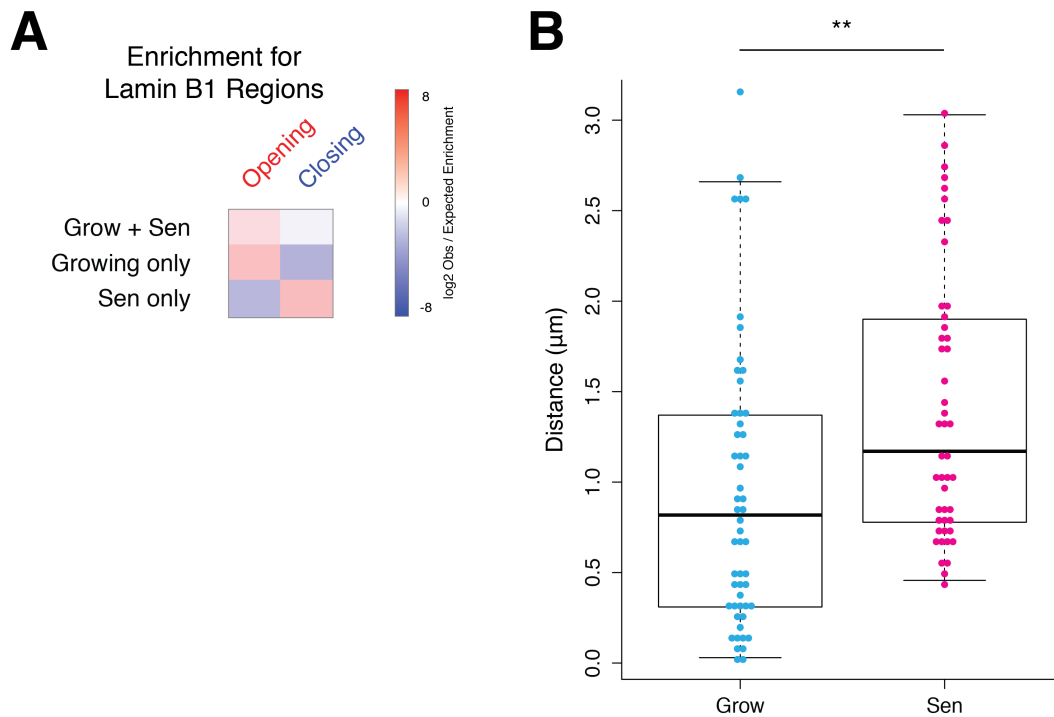 A
Enrichment for
Lamin B1 Regions
Opening
Closing
Grow + Sen
Growing only
Sen only
8
0
-8
log2 Obs / Expected Enrichment
B
**
Distance (µm)
3.0
2.5
2.0
1.5
1.0
0.5
0.0
Grow
Sen